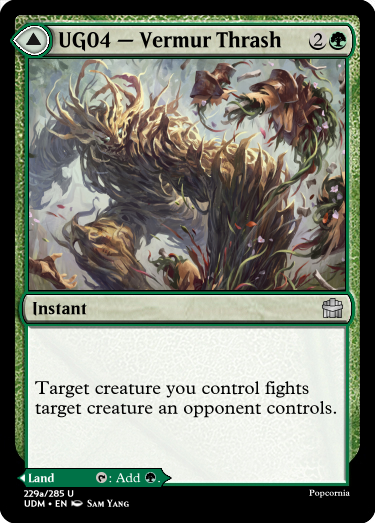 UG04 — Vermur Thrash 2
Instant
Target creature you control fights
target creature an opponent controls.
Land : Add .
229a/285 U Popcornia
UDM • EN Sam Yang